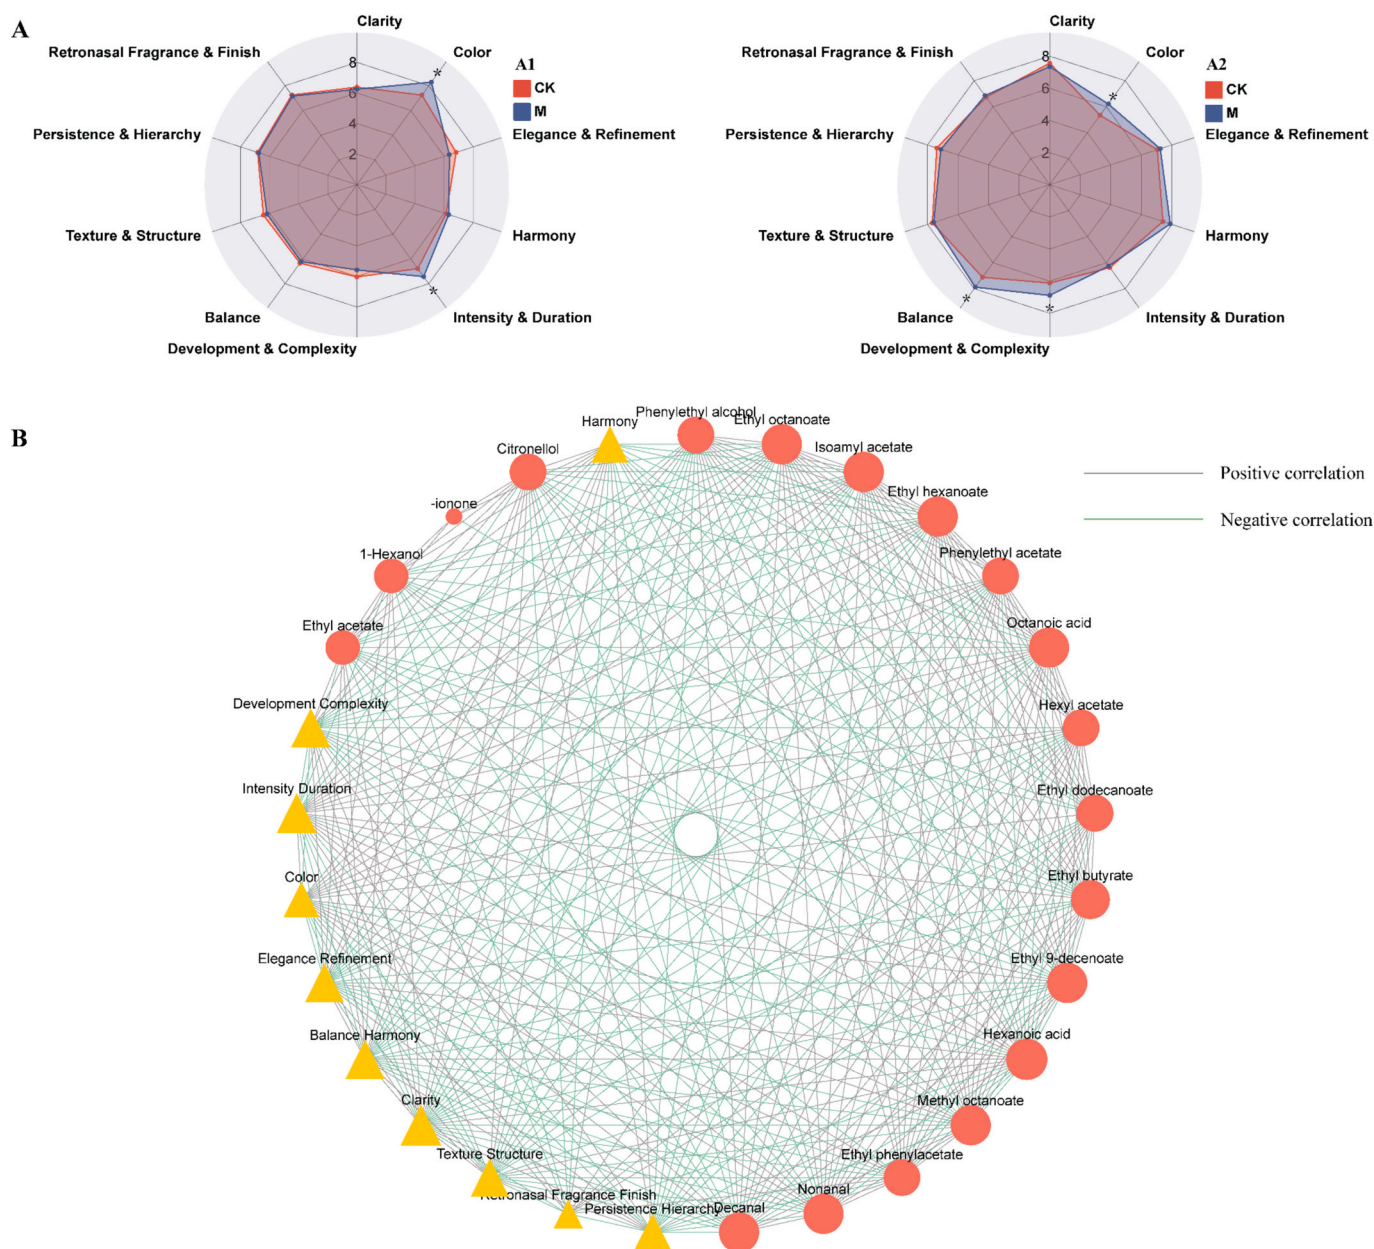 A
Clarity
Color
Retronasal Fragrance & Finish
A1
CK
M
*
8
6
4
2
Persistence & Hierarchy
Elegance & Refinement
Texture & Structure
Harmony
*
Balance
Intensity & Duration
Development & Complexity
Clarity
Color
Retronasal Fragrance & Finish
A2
CK
M
*
8
6
4
2
Persistence & Hierarchy
Elegance & Refinement
Texture & Structure
Harmony
*
*
Balance
Intensity & Duration
Development & Complexity
B
Harmony
Phenylethyl alcohol
Ethyl octanoate
Citronellol
Isoamyl acetate
Positive correlation
-ionone
Ethyl hexanoate
Negative correlation
1-Hexanol
Phenylethyl acetate
Ethyl acetate
Octanoic acid
Development Complexity
Hexyl acetate
Intensity Duration
Ethyl dodecanoate
Color
Ethyl butyrate
Elegance Refinement
Ethyl 9-decenoate
Balance Harmony
Hexanoic acid
Clarity
Methyl octanoate
Texture Structure
Ethyl phenylacetate
Retronasal Fragrance Finish
Nonanal
Persistence Hierarchy
Decanal